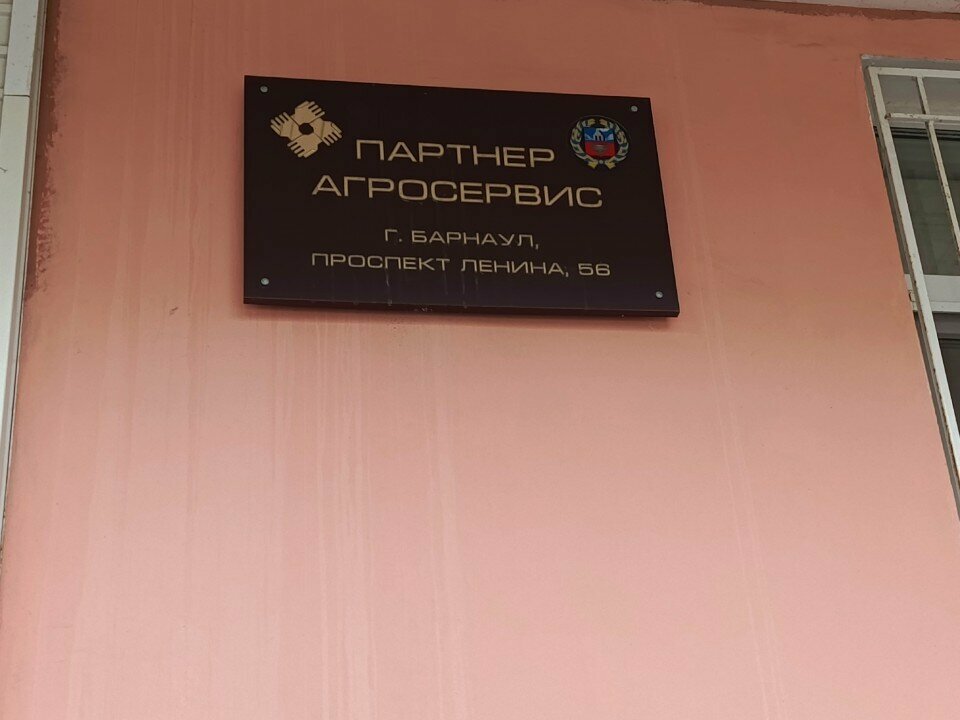 ПАРТНЕР
АГРОСЕРВИС
Г. БАРНАУЛ,
ПРОСПЕКТ ЛЕНИНА, 56